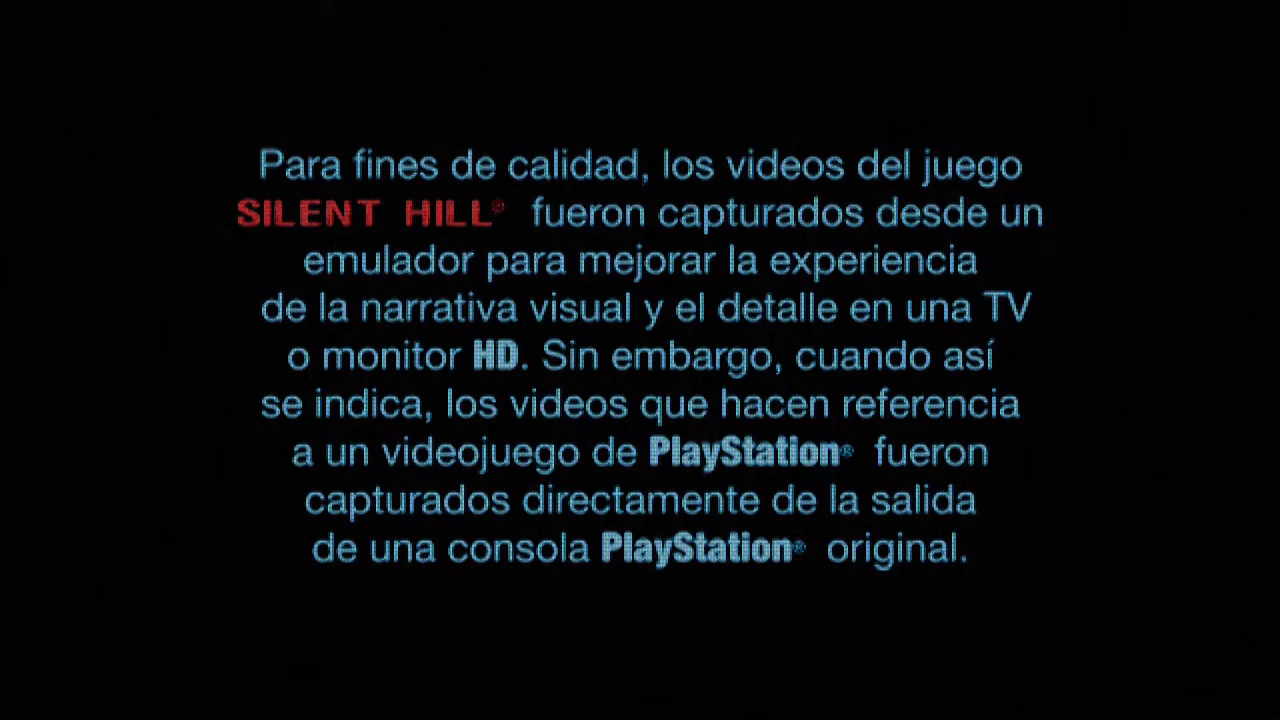 Para fines de calidad, los videos del juego
SILENT HILL® fueron capturados desde un
emulador para mejorar la experiencia
de la narrativa visual y el detalle en una TV
o monitor HD. Sin embargo, cuando así
se indica, los videos que hacen referencia
a un videojuego de PlayStation® fueron
capturados directamente de la salida
de una consola PlayStation® original.